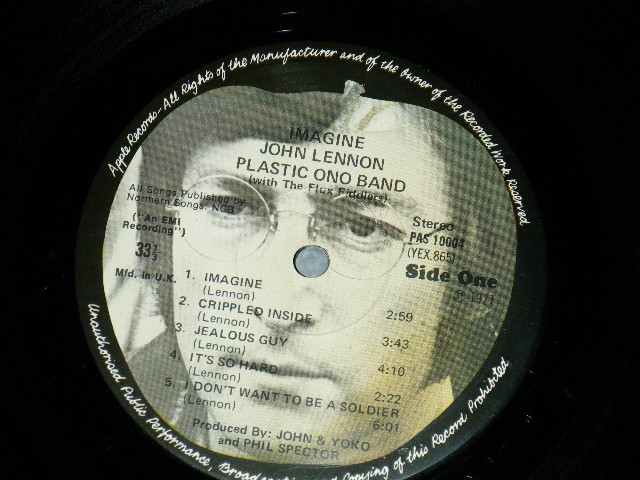 Apple Records-All Rights of the Manufacturer and of the Owner of the Recorded Work Reserved
IMAGINE
JOHN LENNON
PLASTIC ONO BAND
(with The Flux Fiddlers)
All Songs Published by
Northern Songs, NCB
("An EMI
Recording")
33 1/3
Mfd. in U.K.
Stereo
PAS 10004
(YEX.865)
Side One
℗ 1971
1. IMAGINE
(Lennon) 2:59
2. CRIPPLED INSIDE
(Lennon) 3:43
3. JEALOUS GUY
(Lennon) 4:10
4. IT'S SO HARD
(Lennon) 2:22
5. I DON'T WANT TO BE A SOLDIER
(Lennon) 6:01
Produced By: JOHN & YOKO
and PHIL SPECTOR
Unauthorised Public Performance, Copying of this Record Prohibited.